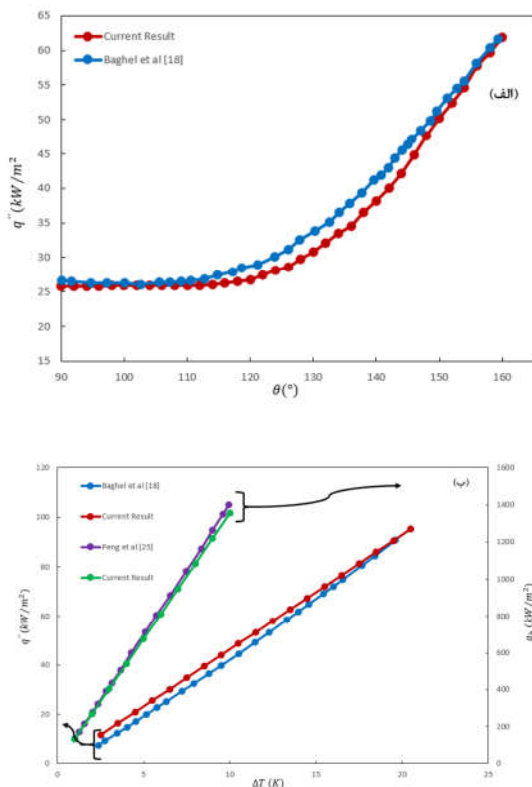 65
60
55
50
45
40
35
30
25
20
15
q" (kW/m²)
Current Result
Baghel et al [18]
(الف)
90 100 110 120 130 140 150 160
θ(°)
120
100
80
60
40
20
0
q" (kW/m²)
Baghel et al [18]
Current Result
Peng et al [25]
Current Result
(ب)
1600
1400
1200
1000
800
600
400
200
0
(kW/m²)
0 5 10 15 20 25
ΔT (K)